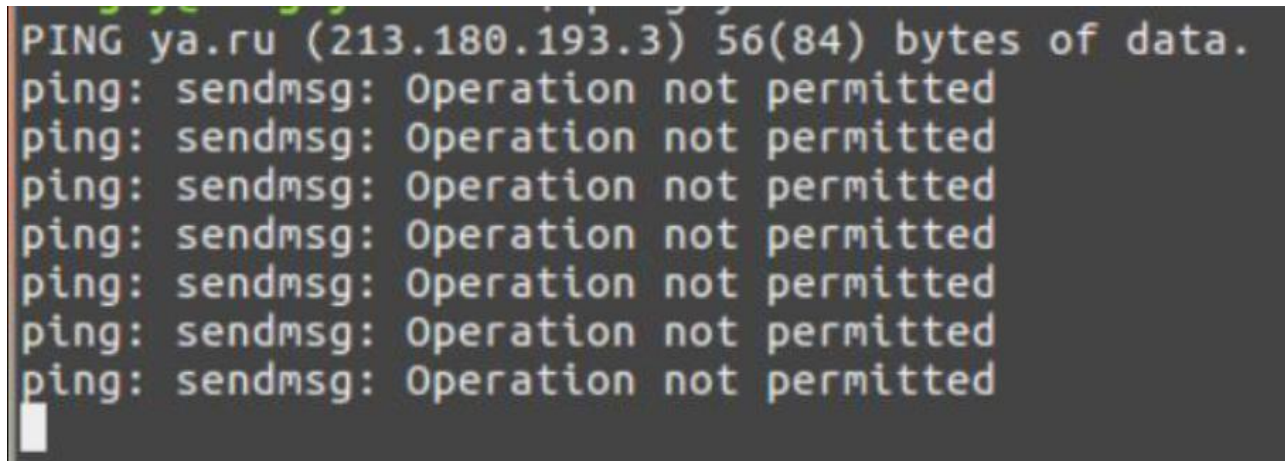 PING ya.ru (213.180.193.3) 56(84) bytes of data.
ping: sendmsg: Operation not permitted
ping: sendmsg: Operation not permitted
ping: sendmsg: Operation not permitted
ping: sendmsg: Operation not permitted
ping: sendmsg: Operation not permitted
ping: sendmsg: Operation not permitted
ping: sendmsg: Operation not permitted